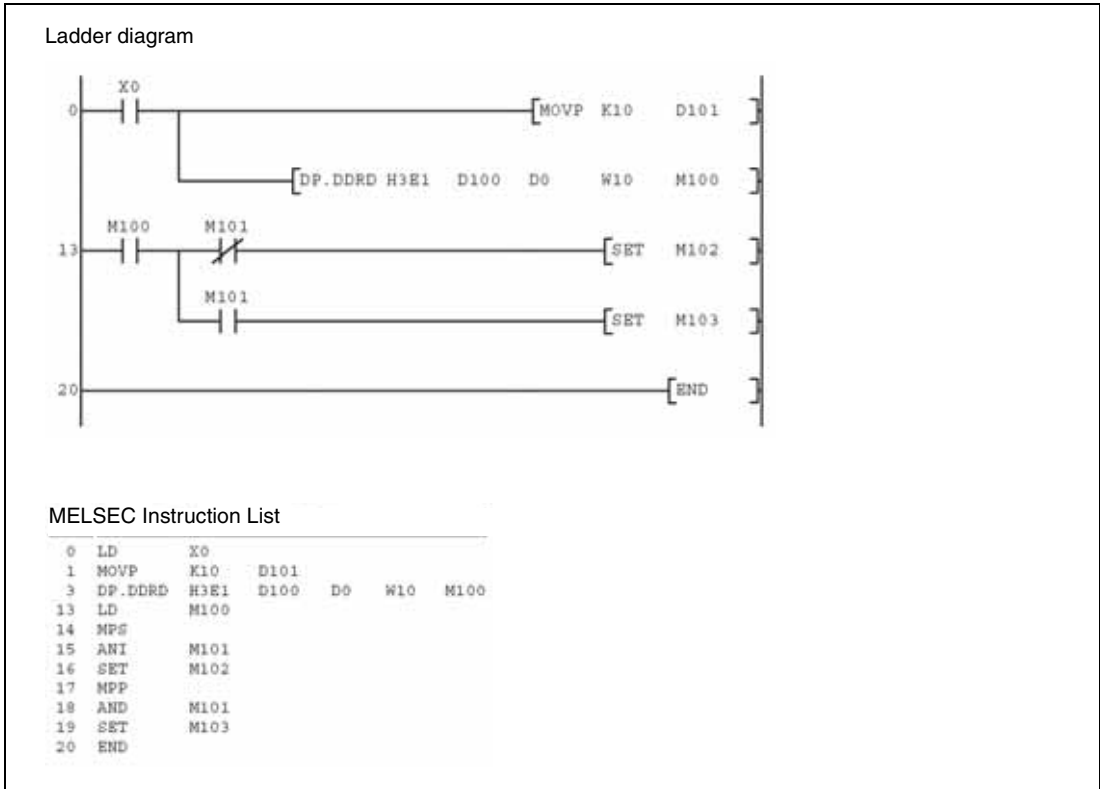 Ladder diagram
X0
0 MOVP K10 D101
DP.DDRD H3E1 D100 D0 W10 M100
M100 M101
13 SET M102
M101
SET M103
20 END
MELSEC Instruction List
0 LD X0
1 MOVP K10 D101
3 DP.DDRD H3E1 D100 D0 W10 M100
13 LD M100
14 MPS
15 ANI M101
16 SET M102
17 MPP
18 AND M101
19 SET M103
20 END